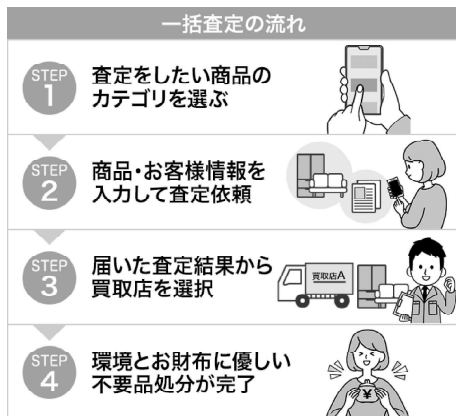 一括査定の流れ
STEP
1
査定をしたい商品の
カテゴリを選ぶ
STEP
2
商品・お客様情報を
入力して査定依頼
STEP
3
届いた査定結果から
買取店を選択
買取店A
STEP
4
環境とお財布に優しい
不要品処分が完了
¥